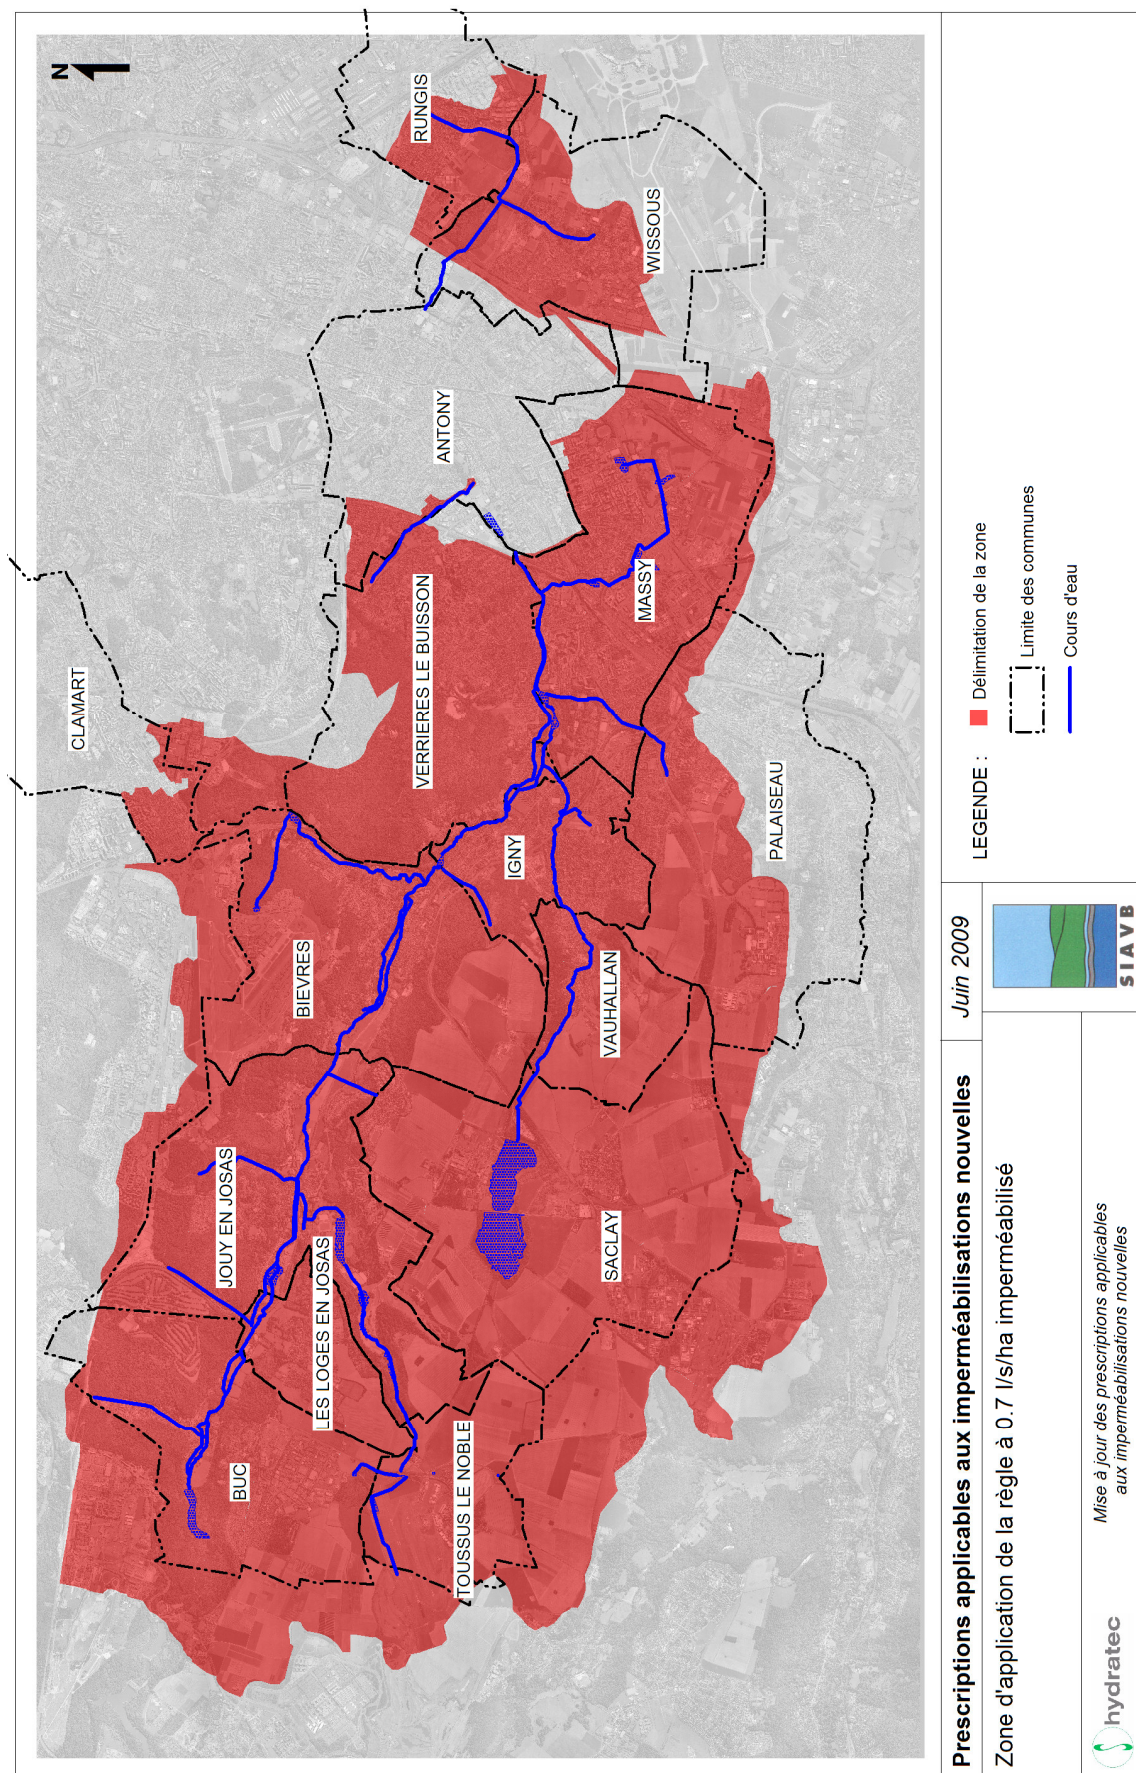 N
CLAMART
RUNGIS
WISSOUS
ANTONY
VERRIERES LE BUISSON
MASSY
BIEVRES
IGNY
PALAISEAU
VAUHALLAN
JOUY EN JOSAS
LES LOGES EN JOSAS
SACLAY
BUC
TOUSSUS LE NOBLE
Prescriptions applicables aux imperméabilisations nouvelles
Juin 2009
Zone d'application de la règle à 0.7 l/s/ha imperméabilisé
LEGENDE :
Délimitation de la zone
Limite des communes
Cours d'eau
SIAVB
hydratec
Mise à jour des prescriptions applicables
aux imperméabilisations nouvelles